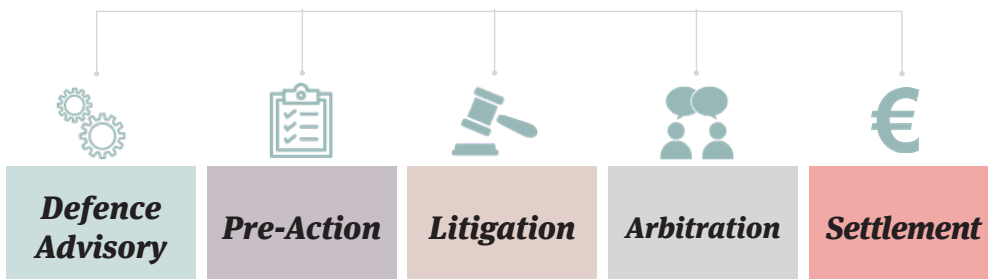 Defence
Advisory
Pre-Action
Litigation
Arbitration
Settlement